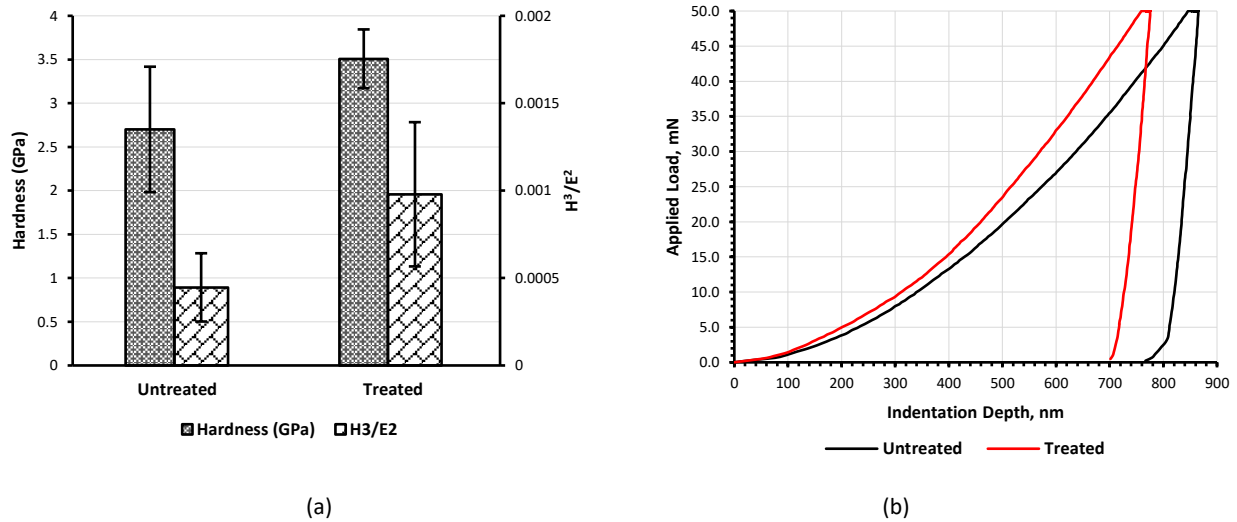 4
3.5
3
2.5
2
1.5
1
0.5
0
Hardness (GPa)
0.002
0.0015
0.001
0.0005
0
H³/E²
Untreated Treated
Hardness (GPa) H3/E2
(a)
50.0
45.0
40.0
35.0
30.0
25.0
20.0
15.0
10.0
5.0
0.0
Applied Load, mN
0 100 200 300 400 500 600 700 800 900
Indentation Depth, nm
Untreated Treated
(b)